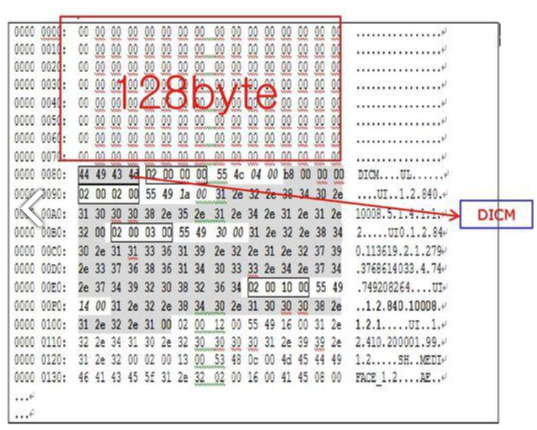 0000 0000: 00 00 00 00 00 00 00 00 00 00 00 00 00 00 00 00 ................
0000 0010: 00 00 00 00 00 00 00 00 00 00 00 00 00 00 00 00 ................
0000 0020: 00 00 00 00 00 00 00 00 00 00 00 00 00 00 00 00 ................
0000 0030: 00 00 00 00 00 00 00 00 00 00 00 00 00 00 00 00 ................
128byte
0000 0040: 00 00 00 00 00 00 00 00 00 00 00 00 00 00 00 00 ................
0000 0050: 00 00 00 00 00 00 00 00 00 00 00 00 00 00 00 00 ................
0000 0060: 00 00 00 00 00 00 00 00 00 00 00 00 00 00 00 00 ................
0000 0070: 00 00 00 00 00 00 00 00 00 00 00 00 00 00 00 00 ................
0000 0080: 44 49 43 4d 02 00 00 00 55 4c 04 00 b8 00 00 00 DICM....UL......
0000 0090: 02 00 02 00 55 49 1a 00 31 2e 32 2e 38 34 30 2e ....UI..1.2.840.
0000 00A0: 31 30 30 30 38 2e 35 2e 31 2e 34 2e 31 2e 31 2e 10008.5.1.4.1.1.
DICM
0000 00B0: 32 00 02 00 03 00 55 49 30 00 31 2e 32 2e 38 34 2.....UI0.1.2.84
0000 00C0: 30 2e 31 31 33 36 31 39 2e 32 2e 31 2e 32 37 39 0.113619.2.1.279
0000 00D0: 2e 33 37 36 38 36 31 34 30 33 33 2e 34 2e 37 34 .3768614033.4.74
0000 00E0: 2e 37 34 39 32 30 38 32 36 34 02 00 10 00 55 49 .749208264....UI
0000 00F0: 14 00 31 2e 32 2e 38 34 30 2e 31 30 30 30 38 2e ..1.2.840.10008.
0000 0100: 31 2e 32 2e 31 00 02 00 12 00 55 49 16 00 31 2e 1.2.1.....UI..1.
0000 0110: 32 2e 34 31 30 2e 32 30 30 30 30 31 2e 39 39 2e 2.410.200001.99.
0000 0120: 31 2e 32 00 02 00 13 00 53 48 0c 00 4d 45 44 49 1.2.....SH..MEDI
0000 0130: 46 41 43 45 5f 31 2e 32 02 00 16 00 41 45 08 00 FACE_1.2....AE..
...
...